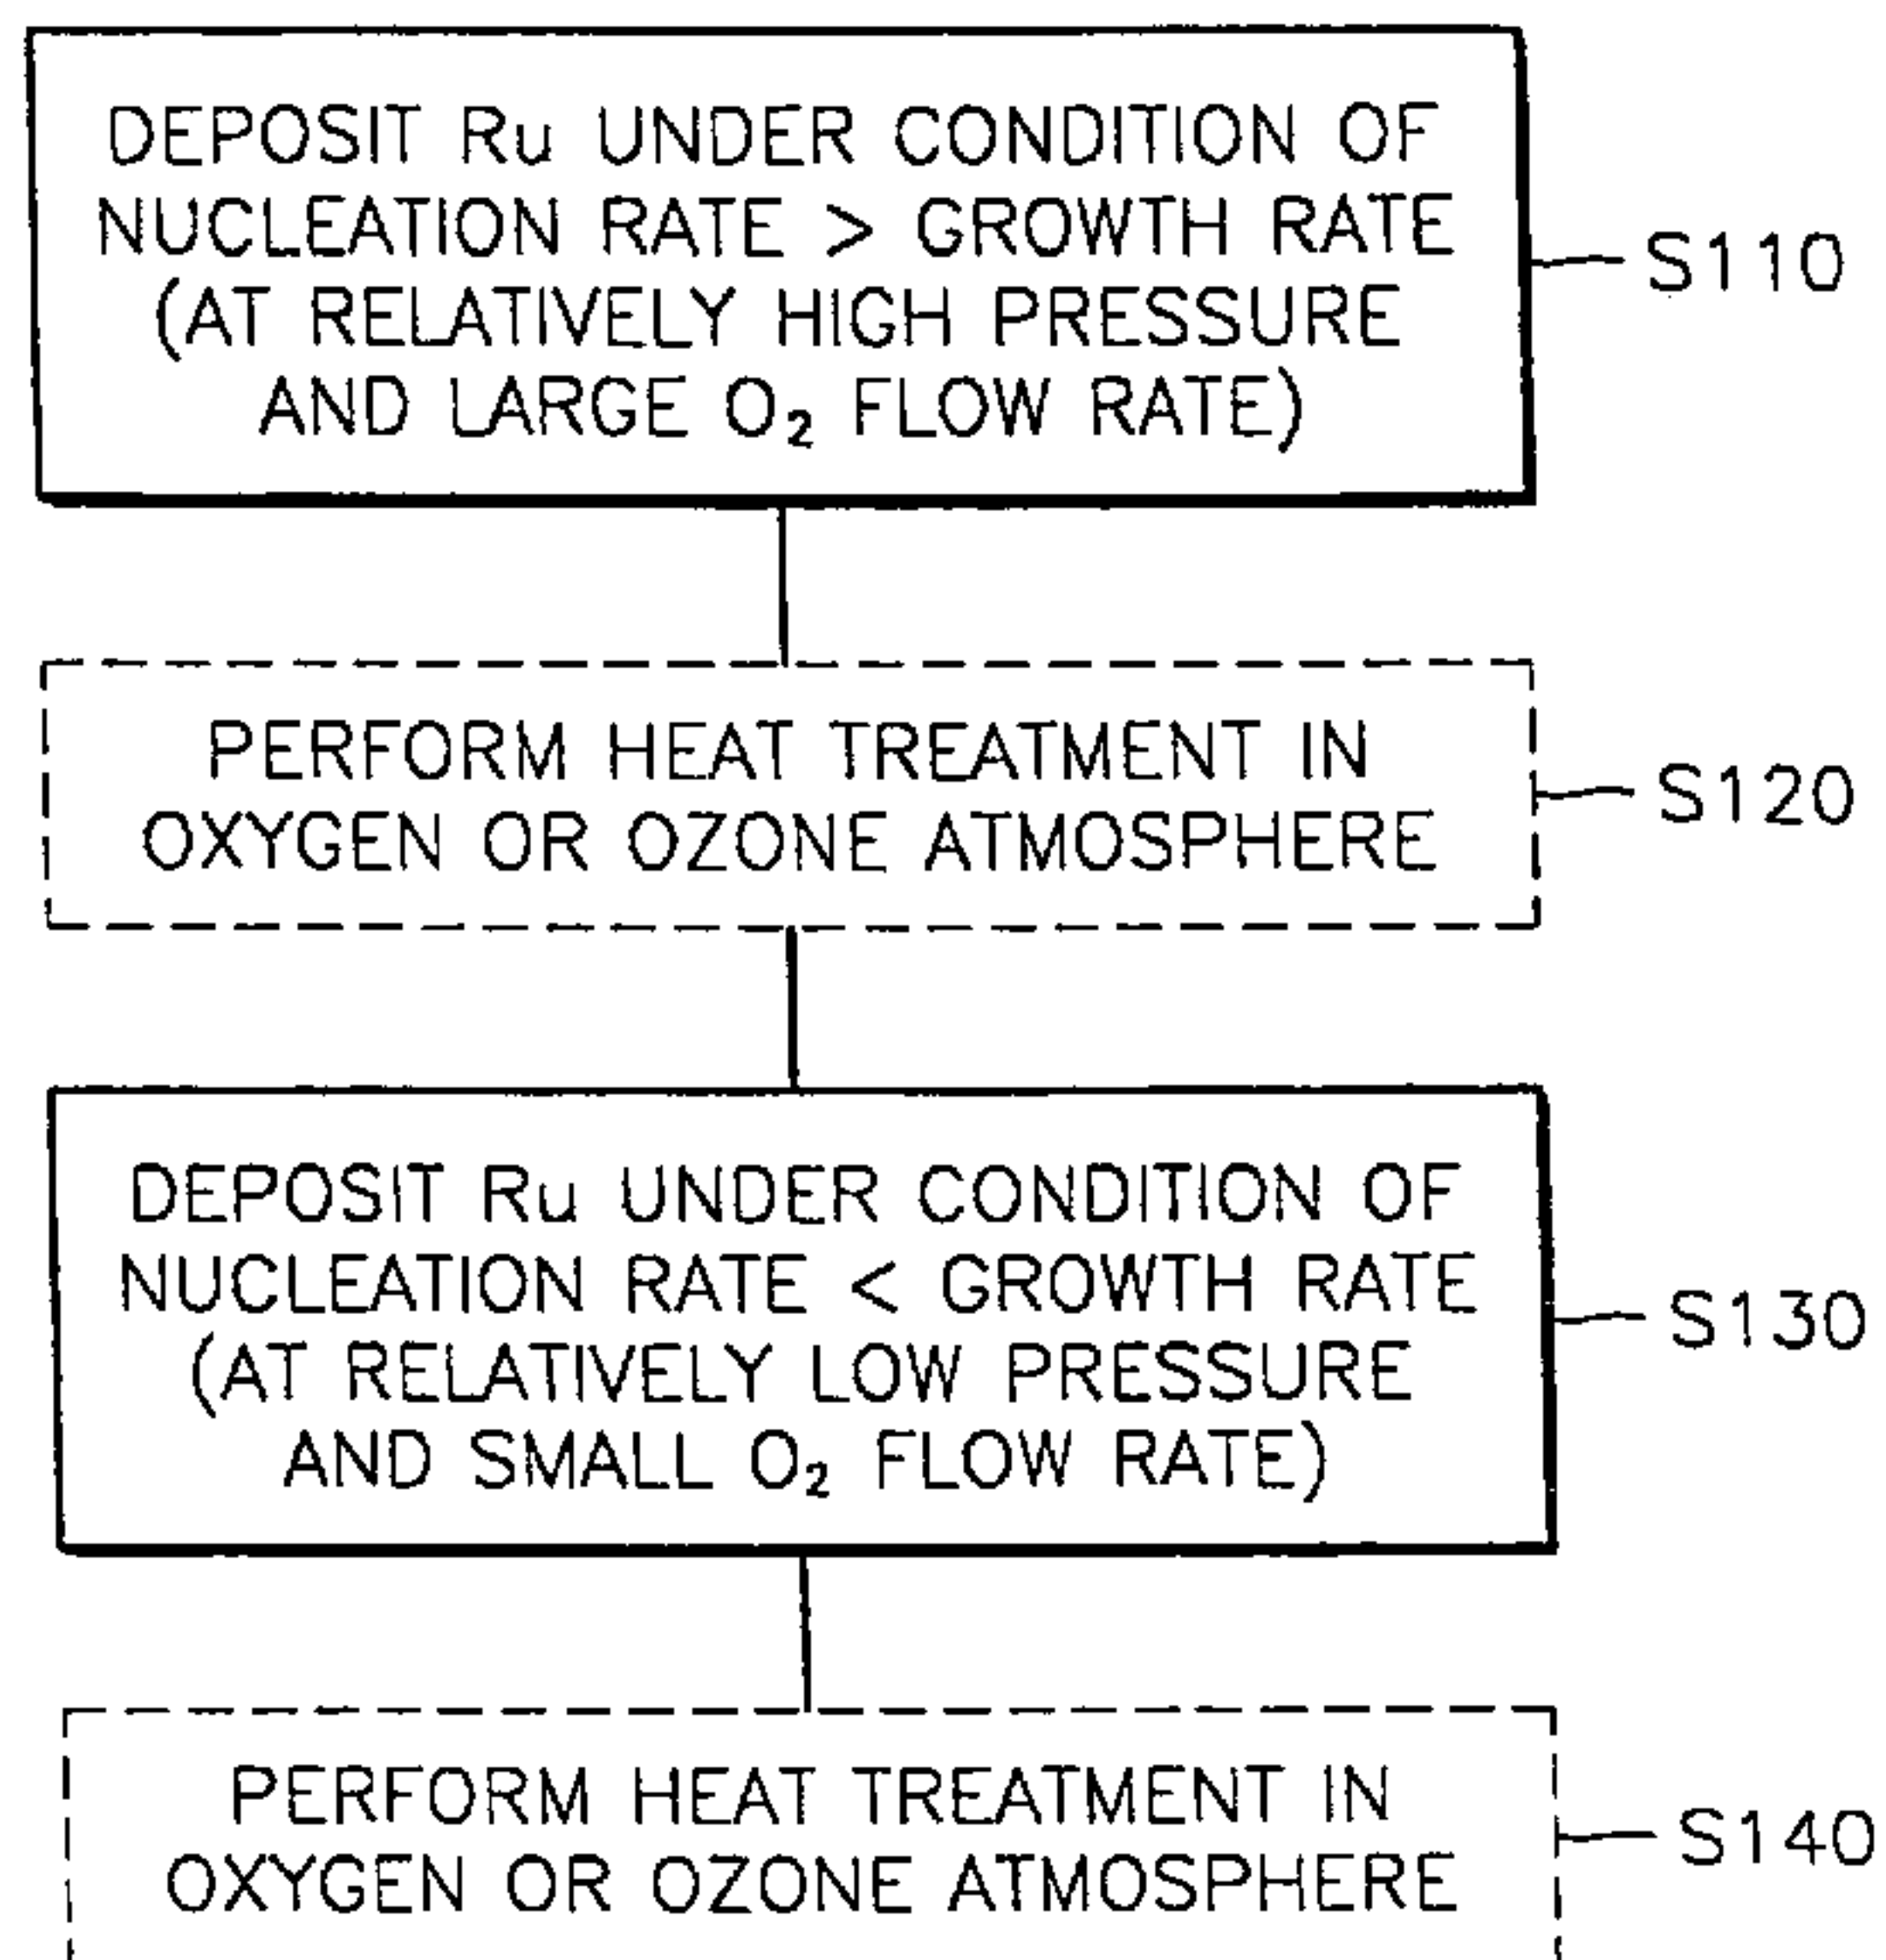 DEPOSIT Ru UNDER CONDITION OF
NUCLEATION RATE > GROWTH RATE
(AT RELATIVELY HIGH PRESSURE
AND LARGE O₂ FLOW RATE)
S110
PERFORM HEAT TREATMENT IN
OXYGEN OR OZONE ATMOSPHERE
S120
DEPOSIT Ru UNDER CONDITION OF
NUCLEATION RATE < GROWTH RATE
(AT RELATIVELY LOW PRESSURE
AND SMALL O₂ FLOW RATE)
S130
PERFORM HEAT TREATMENT IN
OXYGEN OR OZONE ATMOSPHERE
S140